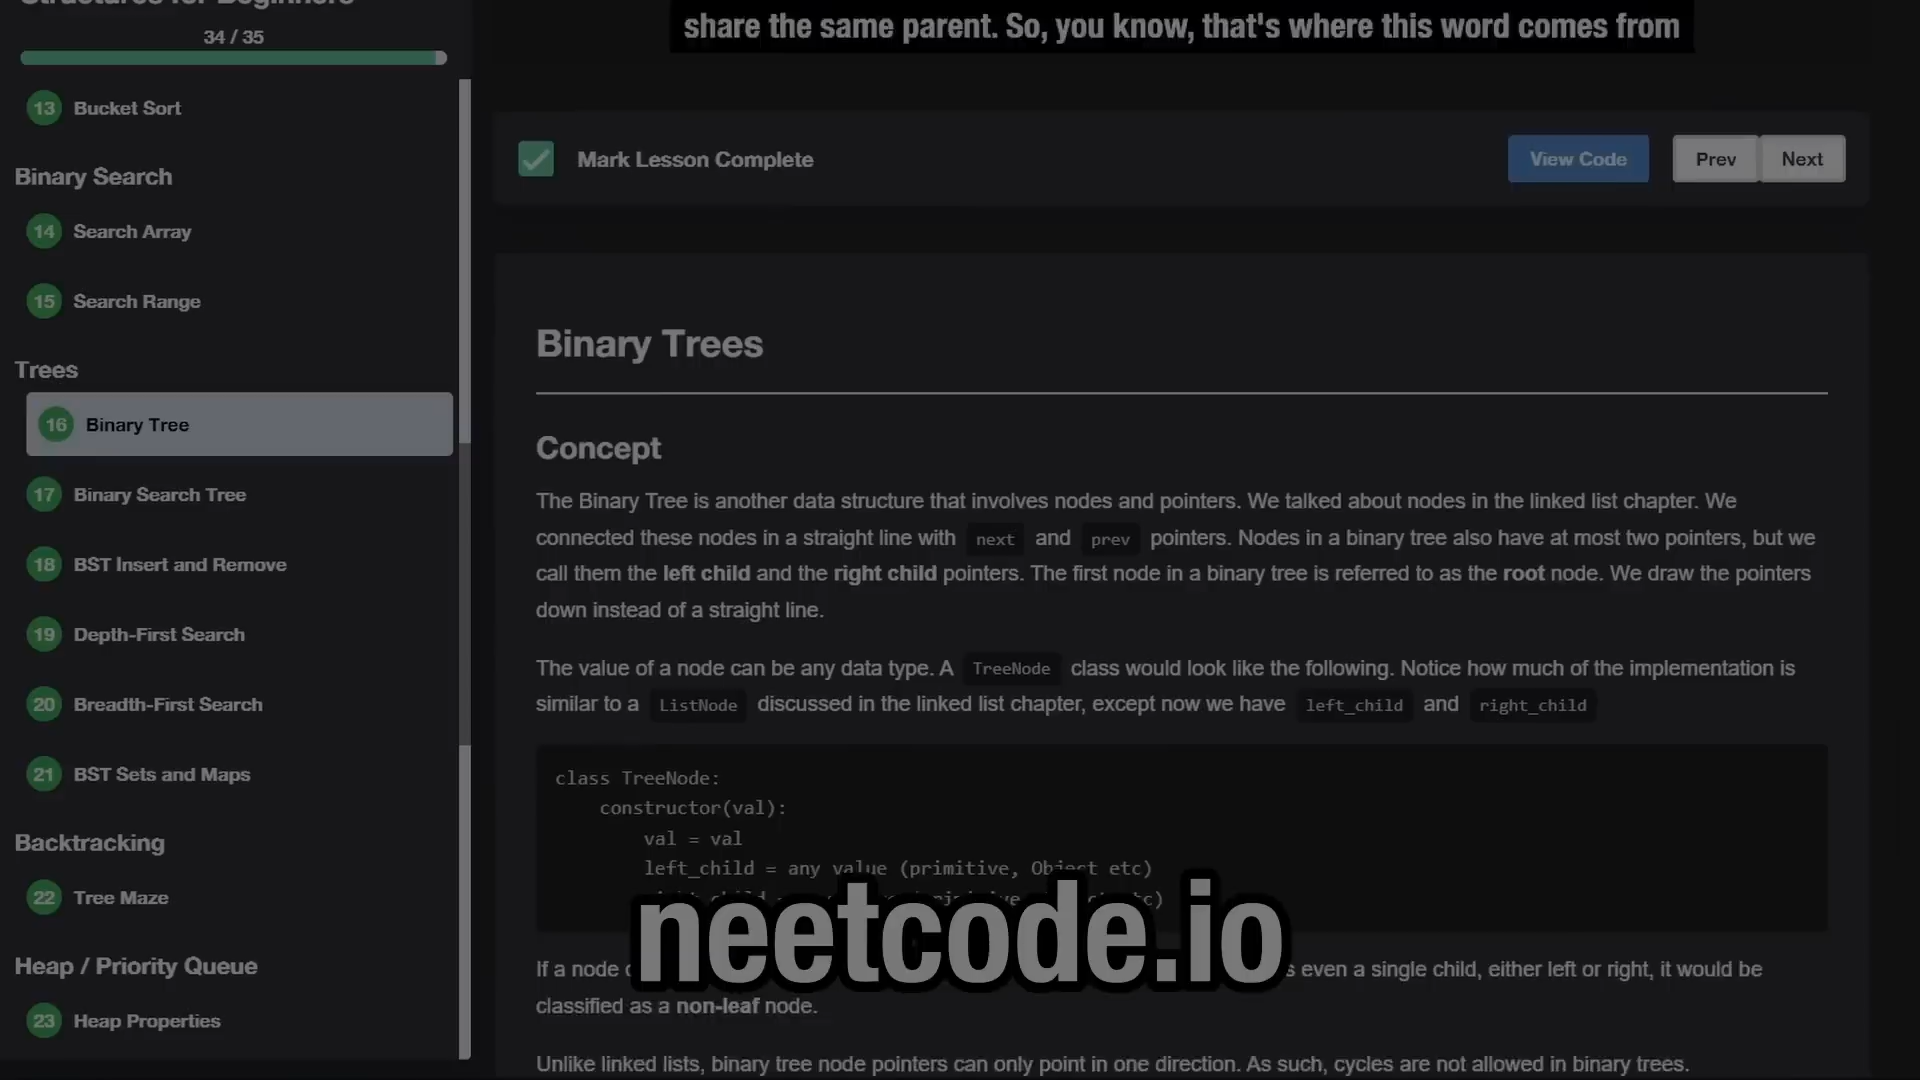 Structures for Beginners
34 / 35
13 Bucket Sort
Binary Search
14 Search Array
15 Search Range
Trees
16 Binary Tree
17 Binary Search Tree
18 BST Insert and Remove
19 Depth-First Search
20 Breadth-First Search
21 BST Sets and Maps
Backtracking
22 Tree Maze
Heap / Priority Queue
23 Heap Properties
share the same parent. So, you know, that's where this word comes from
Mark Lesson Complete
View Code
Prev
Next
Binary Trees
Concept
The Binary Tree is another data structure that involves nodes and pointers. We talked about nodes in the linked list chapter. We
connected these nodes in a straight line with next and prev pointers. Nodes in a binary tree also have at most two pointers, but we
call them the left child and the right child pointers. The first node in a binary tree is referred to as the root node. We draw the pointers
down instead of a straight line.
The value of a node can be any data type. A TreeNode class would look like the following. Notice how much of the implementation is
similar to a ListNode discussed in the linked list chapter, except now we have left_child and right_child
class TreeNode:
constructor(val):
val = val
left_child = any value (primitive, Object etc)
neetcode.io
If a node
even a single child, either left or right, it would be
classified as a non-leaf node.
Unlike linked lists, binary tree node pointers can only point in one direction. As such, cycles are not allowed in binary trees.